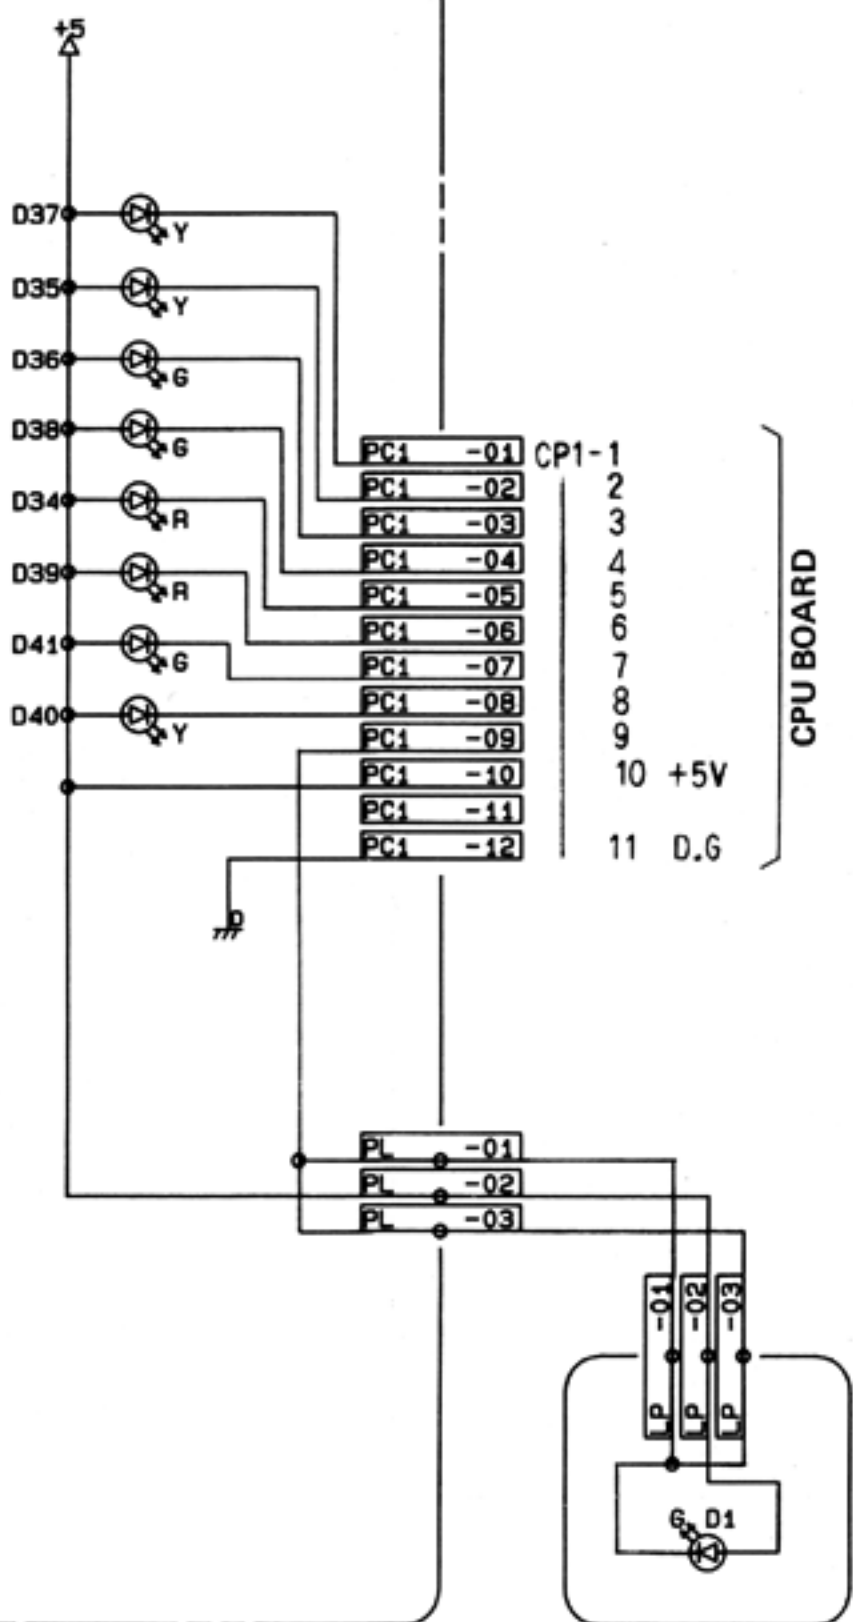 +5
D37
Y
D35
Y
D36
G
D38
G
D34
R
D39
R
D41
G
D40
Y
PC1 -01 CP1-1
PC1 -02 2
PC1 -03 3
PC1 -04 4
PC1 -05 5
PC1 -06 6
PC1 -07 7
PC1 -08 8
PC1 -09 9
PC1 -10 10 +5V
PC1 -11
PC1 -12 11 D.G
CPU BOARD
D
PL -01
PL -02
PL -03
LP -01
LP -02
LP -03
G D1